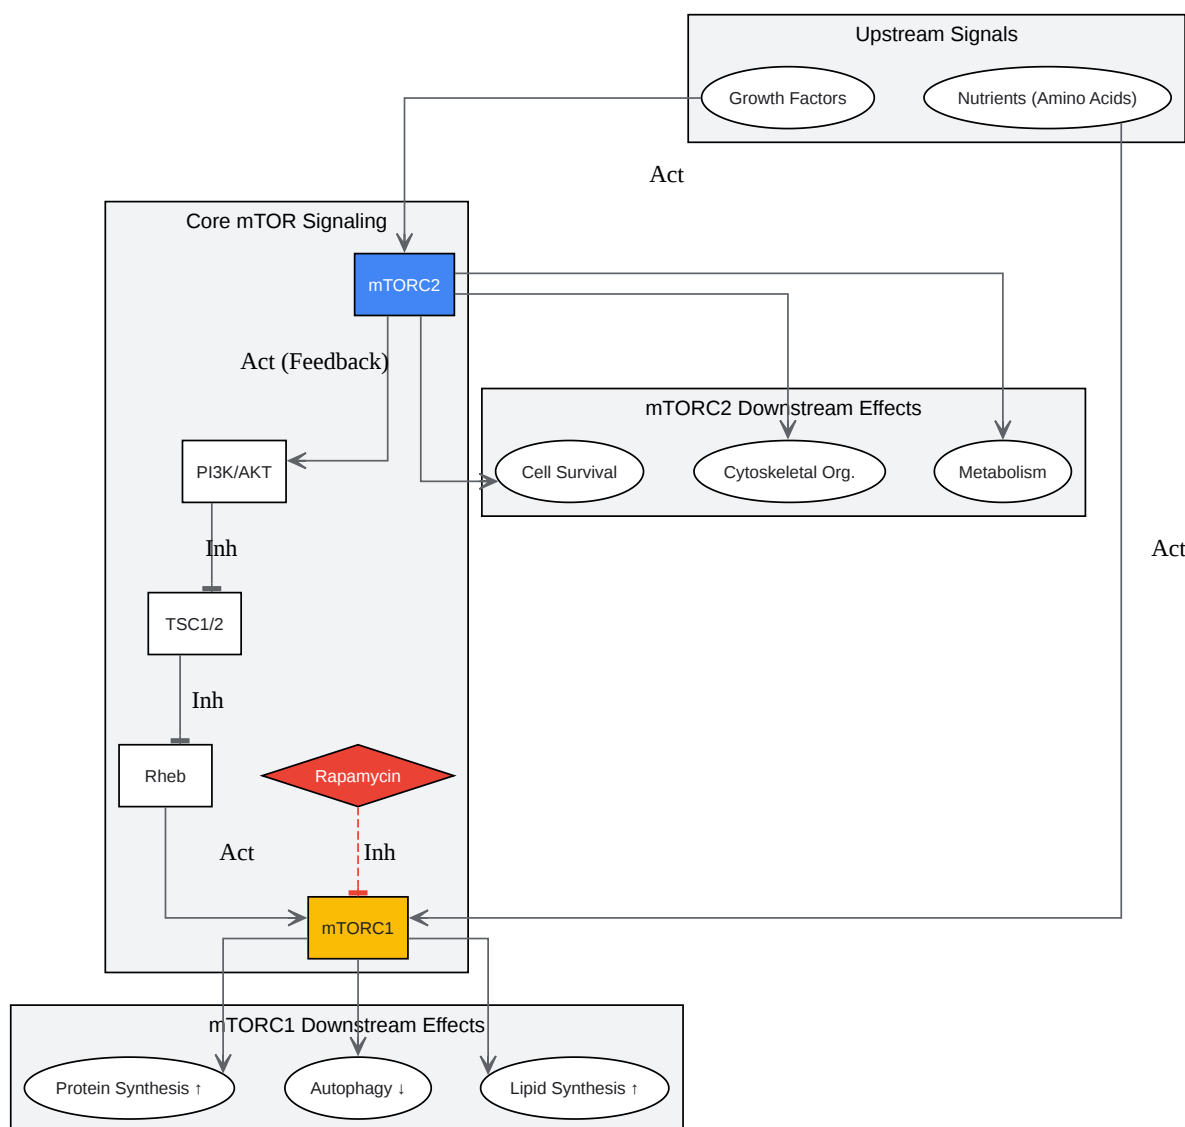 Upstream Signals
Growth Factors
Nutrients (Amino Acids)
Act
Core mTOR Signaling
mTORC2
Act (Feedback)
mTORC2 Downstream Effects
PI3K/AKT
Cell Survival
Cytoskeletal Org.
Metabolism
Inh
Act
TSC1/2
Inh
Rheb
Rapamycin
Act
Inh
mTORC1
mTORC1 Downstream Effects
Protein Synthesis ↑
Autophagy ↓
Lipid Synthesis ↑